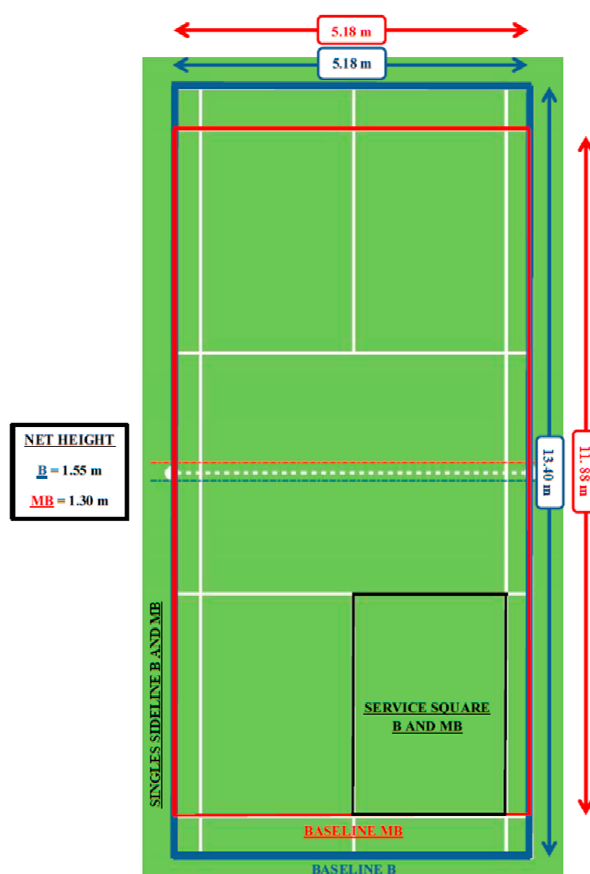 5.18 m
5.18 m
NET HEIGHT
B = 1.55 m
MB = 1.30 m
13.40 m
11.88 m
SINGLES SIDELINE B AND MB
SERVICE SQUARE
B AND MB
BASELINE MB
BASELINE B